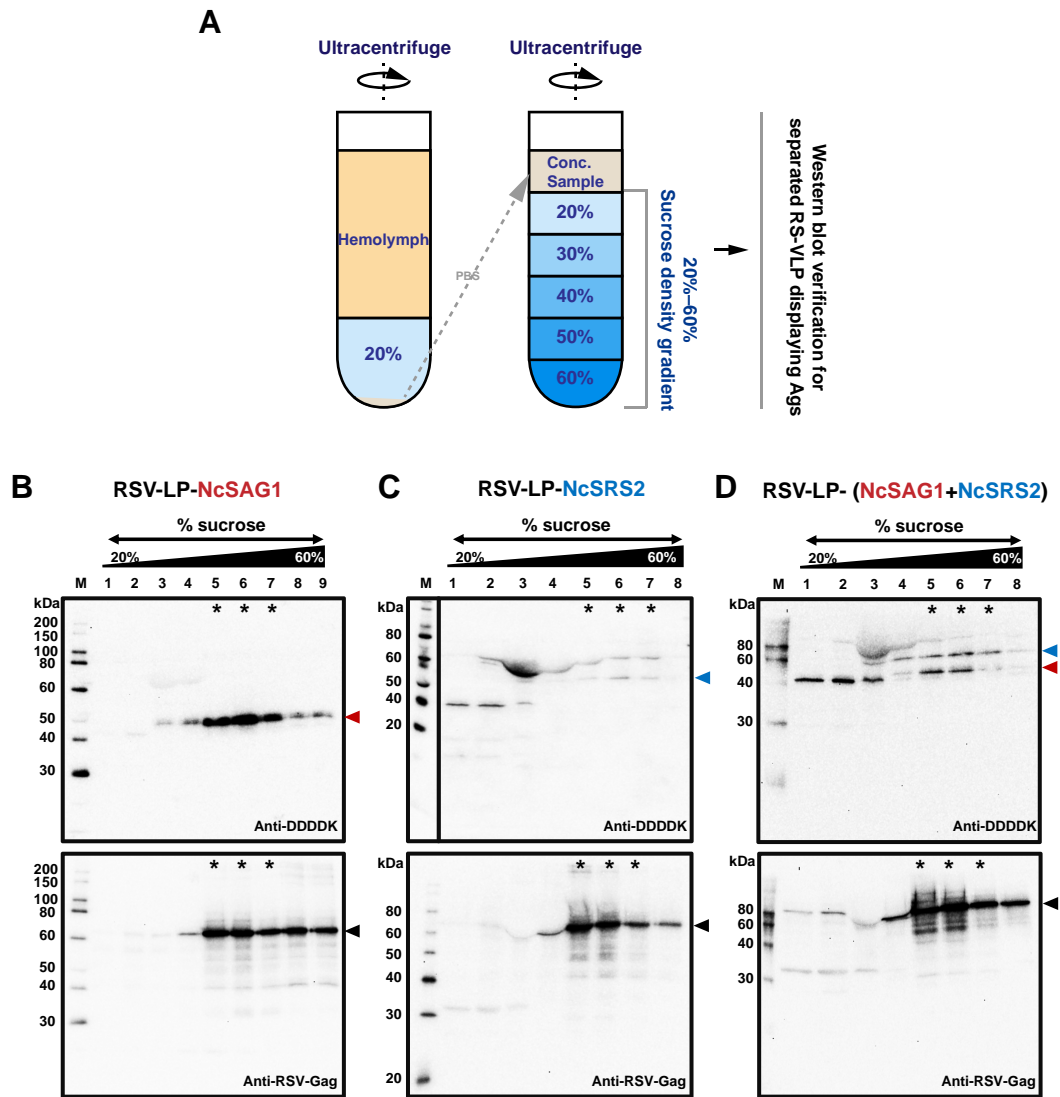 A
Ultracentrifuge
Ultracentrifuge
Hemolymph
20%
PBS
Conc.
Sample
20%
30%
40%
50%
60%
20%–60%
Sucrose density gradient
Western blot verification for
separated RS-VLP displaying Ags
B
RSV-LP-NcSAG1
% sucrose
20%
60%
M 1 2 3 4 5 6 7 8 9
kDa
* * *
200
150
100
80
60
50
40
30
Anti-DDDDK
* * *
200
150
100
80
60
50
40
30
Anti-RSV-Gag
C
RSV-LP-NcSRS2
% sucrose
20%
60%
M 1 2 3 4 5 6 7 8
kDa
* * *
80
60
50
40
20
Anti-DDDDK
kDa
* * *
80
60
50
40
30
20
Anti-RSV-Gag
D
RSV-LP- (NcSAG1+NcSRS2)
% sucrose
20%
60%
M 1 2 3 4 5 6 7 8
kDa
* * *
80
60
40
30
Anti-DDDDK
kDa
* * *
80
60
40
30
Anti-RSV-Gag